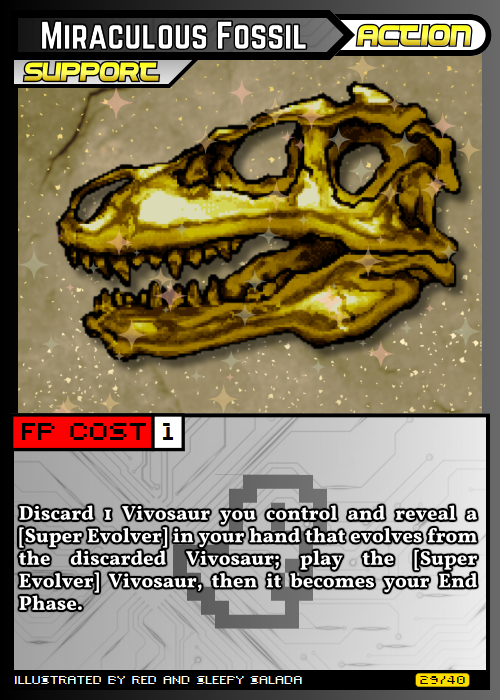 Miraculous Fossil
ACTION
SUPPORT
FP COST 1
Discard 1 Vivosaur you control and reveal a
[Super Evolver] in your hand that evolves from
the discarded Vivosaur; play the [Super
Evolver] Vivosaur, then it becomes your End
Phase.
ILLUSTRATED BY RED AND SLEEPY SALADA
29/40